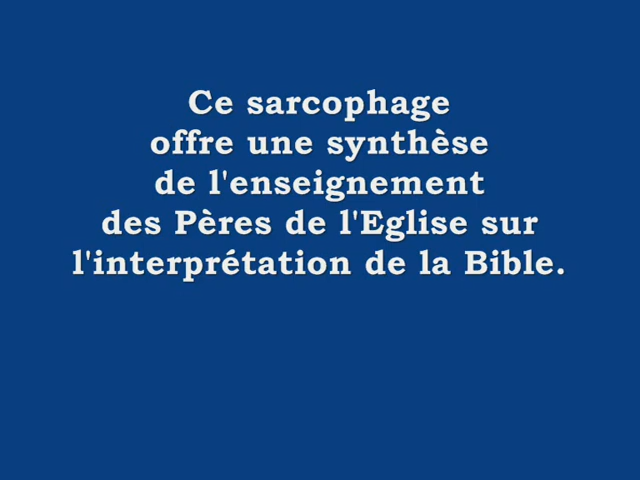 Ce sarcophage
offre une synthèse
de l'enseignement
des Pères de l'Eglise sur
l'interprétation de la Bible.